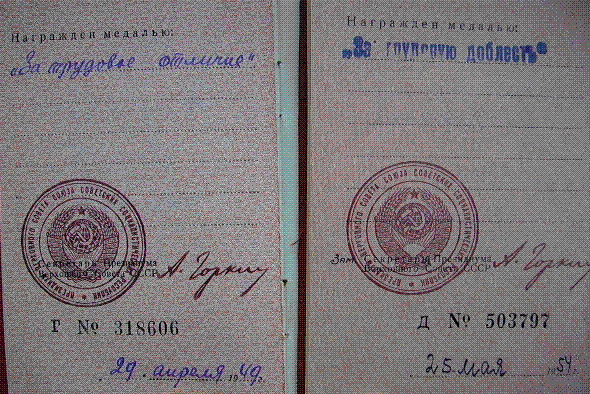 Награжден медалью:
„За трудовое отличие“
Секретарь Президиума
Верховного Совета СССР
А. Горкин
Г № 318606
29 апреля 1949 г.
Награжден медалью:
„За трудовую доблесть“
Зам. Секретарь Президиума
Верховного Совета СССР
А. Горкин
Д № 503797
25 мая 1954 г.